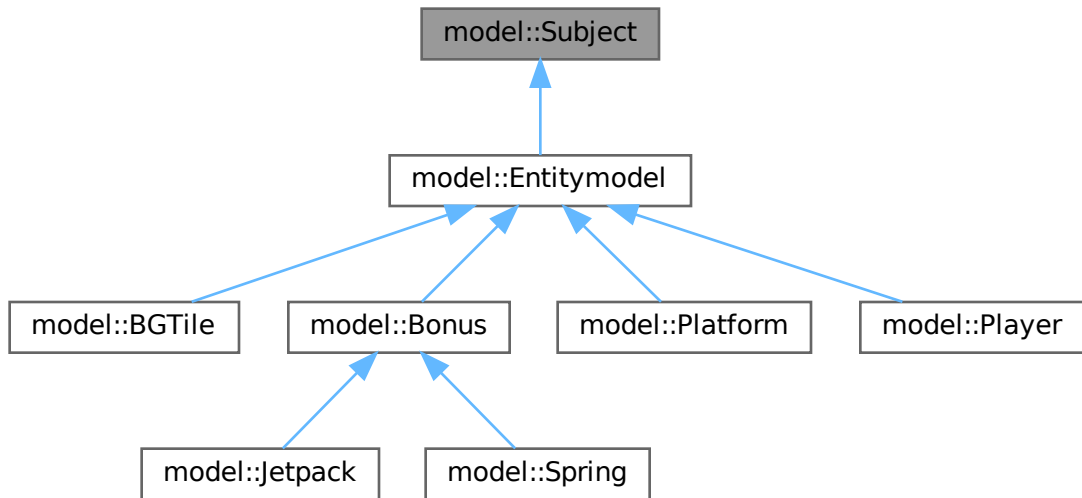 model::Subject
model::Entitymodel
model::BGTile
model::Bonus
model::Platform
model::Player
model::Jetpack
model::Spring